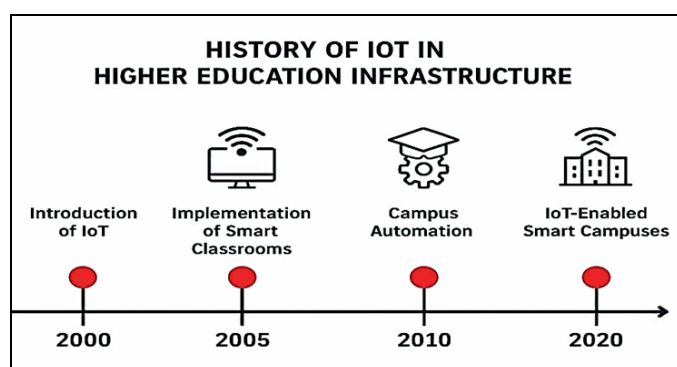 HISTORY OF IOT IN
HIGHER EDUCATION INFRASTRUCTURE
Introduction
of IoT
Implementation
of Smart
Classrooms
Campus
Automation
IoT-Enabled
Smart Campuses
2000
2005
2010
2020